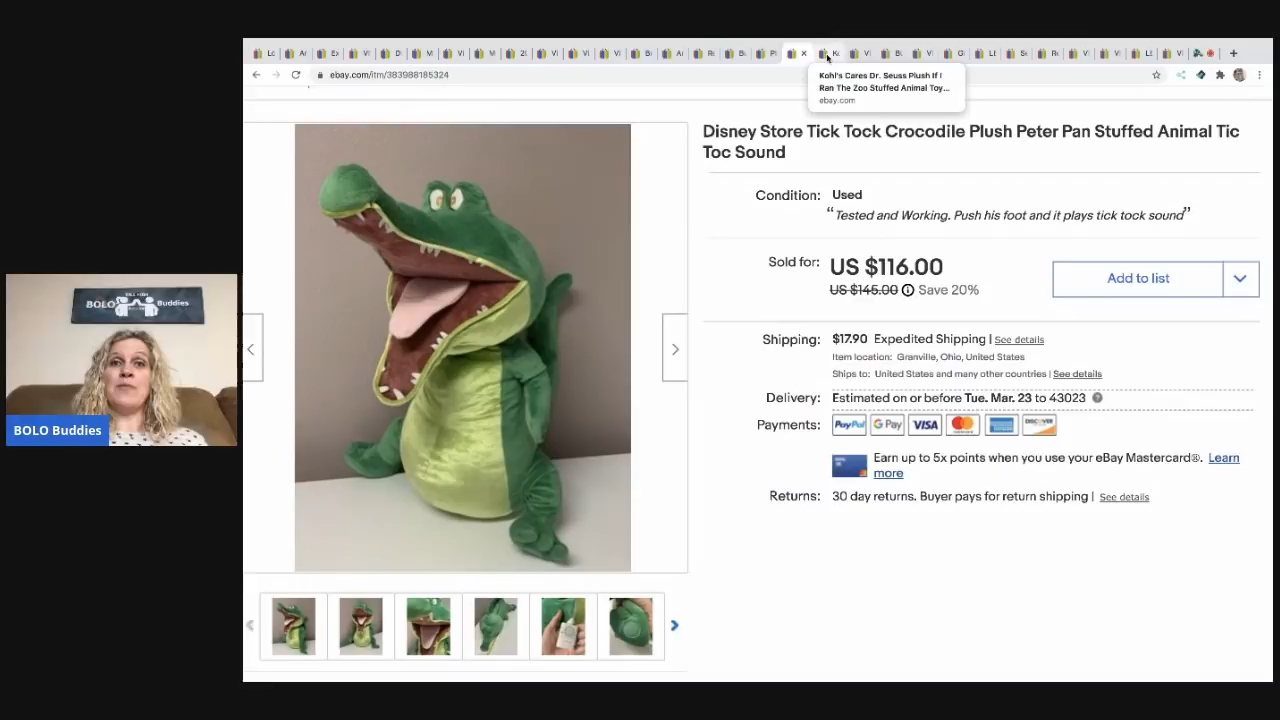 ebay.com/itm/383988185324
Kohl's Cares Dr. Seuss Plush If I
Ran The Zoo Stuffed Animal Toy...
ebay.com
Disney Store Tick Tock Crocodile Plush Peter Pan Stuffed Animal Tic
Toc Sound
Condition: Used
“Tested and Working. Push his foot and it plays tick tock sound”
Sold for: US $116.00
Add to list
US $145.00 Save 20%
Shipping: $17.90 Expedited Shipping | See details
Item location: Granville, Ohio, United States
Ships to: United States and many other countries | See details
Delivery: Estimated on or before Tue. Mar. 23 to 43023
Payments: PayPal G Pay VISA DISCOVER
Earn up to 5x points when you use your eBay Mastercard®. Learn
more
Returns: 30 day returns. Buyer pays for return shipping | See details
BOLO Buddies
BOLO Buddies